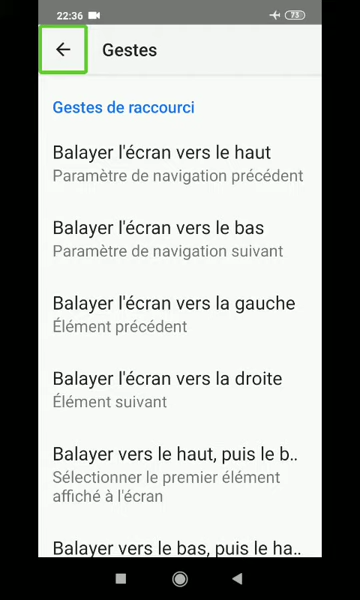 22:36 73
Gestes
Gestes de raccourci
Balayer l'écran vers le haut
Paramètre de navigation précédent
Balayer l'écran vers le bas
Paramètre de navigation suivant
Balayer l'écran vers la gauche
Élément précédent
Balayer l'écran vers la droite
Élément suivant
Balayer vers le haut, puis le b..
Sélectionner le premier élément
affiché à l'écran
Balayer vers le bas, puis le ha..